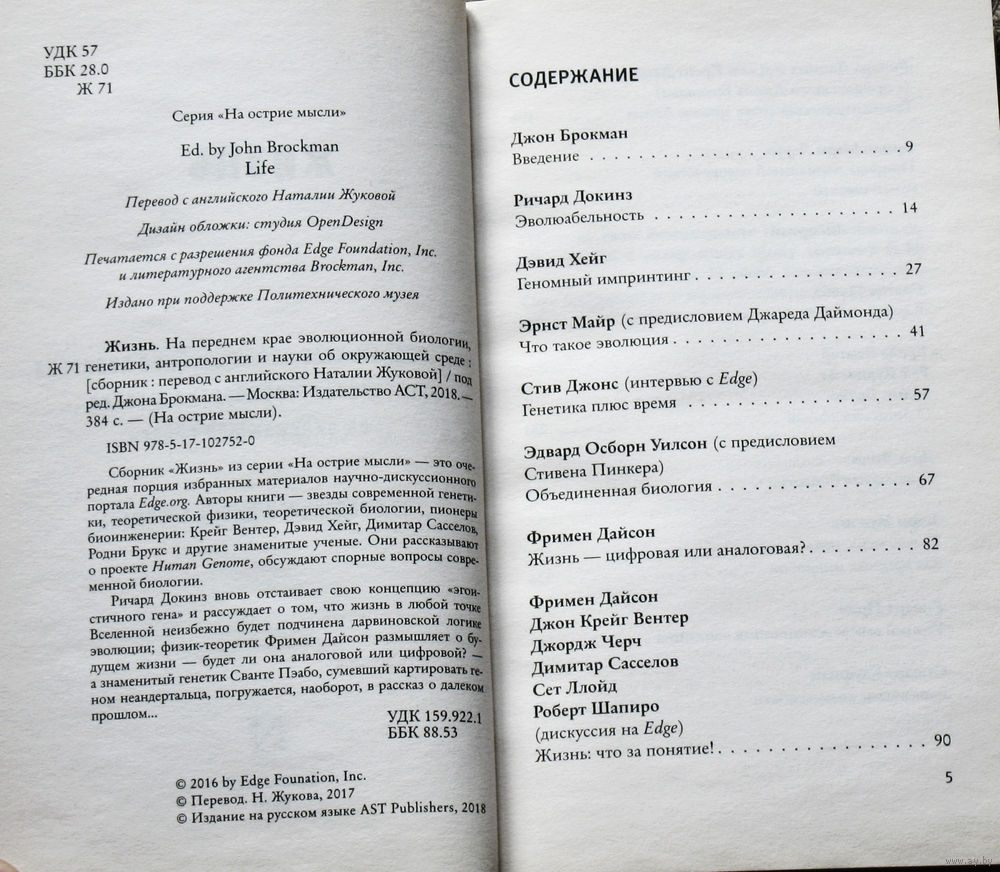 УДК 57
ББК 28.0
Ж 71
Серия «На острие мысли»
Ed. by John Brockman
Life
Перевод с английского Наталии Жуковой
Дизайн обложки: студия OpenDesign
Печатается с разрешения фонда Edge Foundation, Inc.
и литературного агентства Brockman, Inc.
Издано при поддержке Политехнического музея
Жизнь. На переднем крае эволюционной биологии,
Ж 71 генетики, антропологии и науки об окружающей среде :
[сборник : перевод с английского Наталии Жуковой] / под
ред. Джона Брокмана. — Москва: Издательство АСТ, 2018. —
384 с. — (На острие мысли).
ISBN 978-5-17-102752-0
Сборник «Жизнь» из серии «На острие мысли» — это оче-
редная порция избранных материалов научно-дискуссионного
портала Edge.org. Авторы книги — звезды современной генети-
ки, теоретической физики, теоретической биологии, пионеры
биоинженерии: Крейг Вентер, Дэвид Хейг, Димитар Сасселов,
Родни Брукс и другие знаменитые ученые. Они рассказывают
о проекте Human Genome, обсуждают спорные вопросы совре-
менной биологии.
Ричард Докинз вновь отстаивает свою концепцию «эгои-
стичного гена» и рассуждает о том, что жизнь в любой точке
Вселенной неизбежно будет подчинена дарвиновской логике
эволюции; физик-теоретик Фримен Дайсон размышляет о бу-
дущем жизни — будет ли она аналоговой или цифровой? —
а знаменитый генетик Сванте Пэабо, сумевший картировать ге-
ном неандертальца, погружается, наоборот, в рассказ о далеком
прошлом...
УДК 159.922.1
ББК 88.53
© 2016 by Edge Founation, Inc.
© Перевод. Н. Жукова, 2017
© Издание на русском языке AST Publishers, 2018
СОДЕРЖАНИЕ
Джон Брокман
Введение . . . . . . . . . . . . . . . . . . . . . . . . . . . 9
Ричард Докинз
Эволюабельность . . . . . . . . . . . . . . . . . . . . . 14
Дэвид Хейг
Геномный импринтинг . . . . . . . . . . . . . . . . . . 27
Эрнст Майр (с предисловием Джареда Даймонда)
Что такое эволюция . . . . . . . . . . . . . . . . . . . . 41
Стив Джонс (интервью с Edge)
Генетика плюс время . . . . . . . . . . . . . . . . . . . 57
Эдвард Осборн Уилсон (с предисловием
Стивена Пинкера)
Объединенная биология . . . . . . . . . . . . . . . . . 67
Фримен Дайсон
Жизнь — цифровая или аналоговая? . . . . . . . . . 82
Фримен Дайсон
Джон Крейг Вентер
Джордж Черч
Димитар Сасселов
Сет Ллойд
Роберт Шапиро
(дискуссия на Edge)
Жизнь: что за понятие! . . . . . . . . . . . . . . . . . . 90
5
www.ay.by